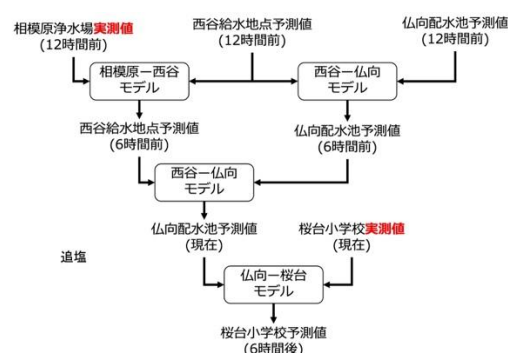 相模原浄水場実測値
(12時間前)
西谷給水地点予測値
(12時間前)
仏向配水池予測値
(12時間前)
相模原ー西谷
モデル
西谷ー仏向
モデル
西谷給水地点予測値
(6時間前)
仏向配水池予測値
(6時間前)
西谷ー仏向
モデル
仏向配水池予測値
(現在)
桜台小学校実測値
(現在)
追塩
仏向ー桜台
モデル
桜台小学校予測値
(6時間後)